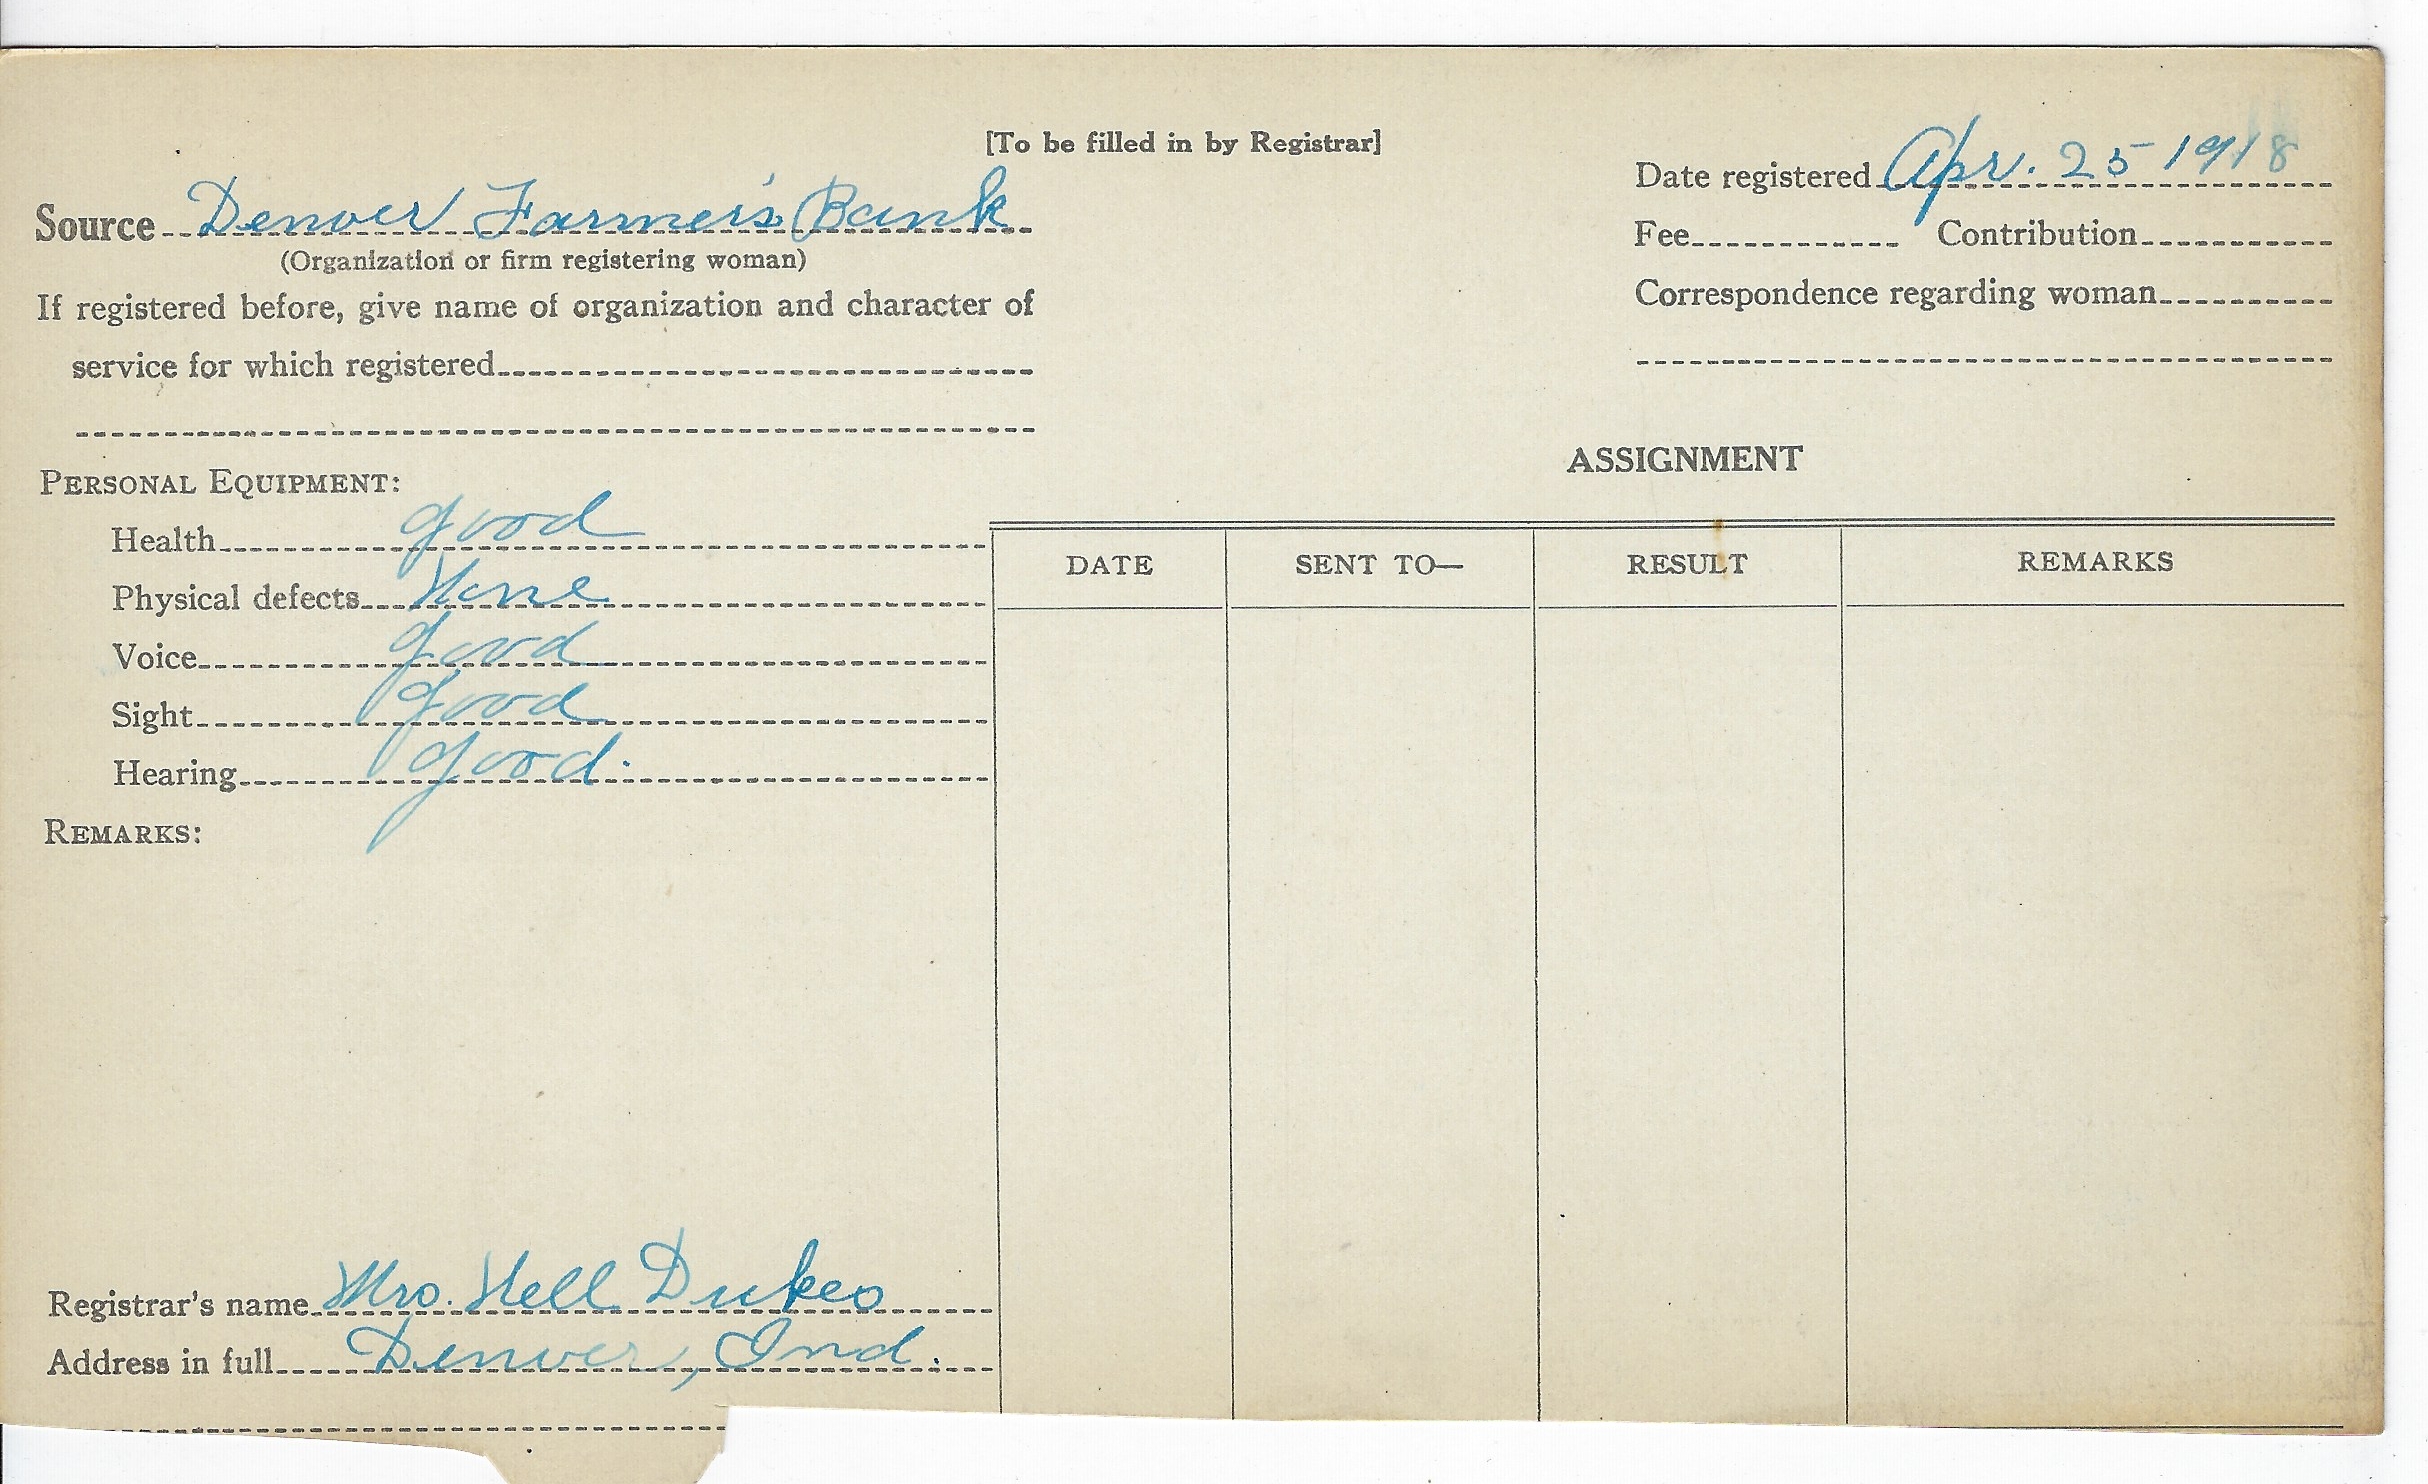 [To be filled in by Registrar]
Source Denver Farmer's Bank
(Organization or firm registering woman)
If registered before, give name of organization and character of
service for which registered
Date registered Apr. 25 1918
Fee Contribution
Correspondence regarding woman
PERSONAL EQUIPMENT:
Health good
Physical defects None
Voice good
Sight good
Hearing good.
REMARKS:
Registrar's name Mrs. Nell Dukes
Address in full Denver, Ind.
ASSIGNMENT
DATE SENT TO— RESULT REMARKS